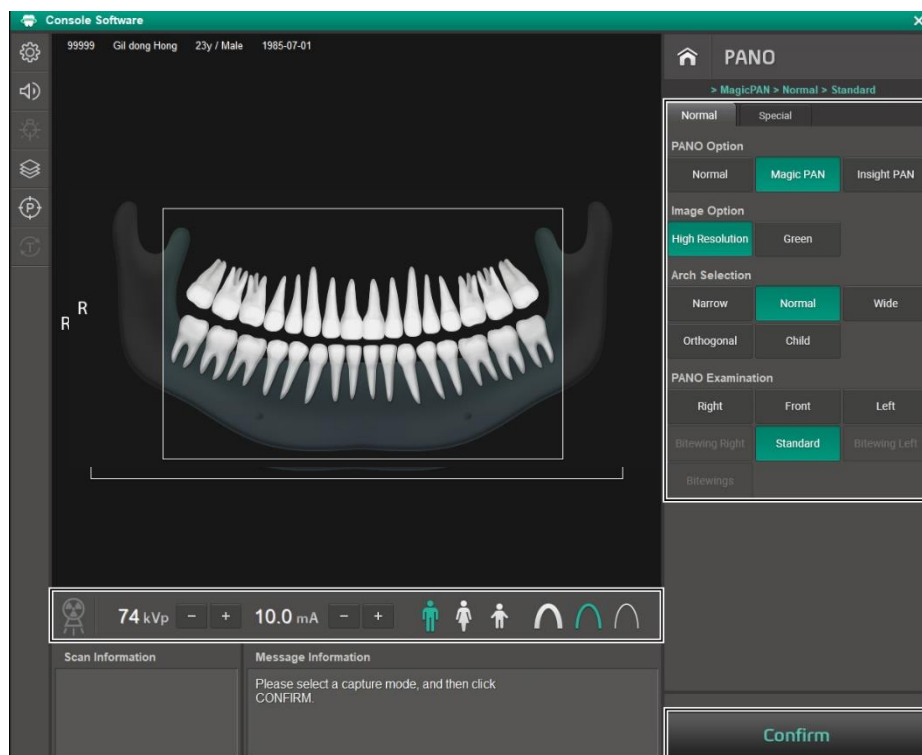 Console Software
99999 Gil dong Hong 23y / Male 1985-07-01
R
R
PANO
> MagicPAN > Normal > Standard
Normal Special
PANO Option
Normal Magic PAN Insight PAN
Image Option
High Resolution Green
Arch Selection
Narrow Normal Wide
Orthogonal Child
PANO Examination
Right Front Left
Bitewing Right Standard Bitewing Left
Bitewings
74 kVp - + 10.0 mA - +
Scan Information
Message Information
Please select a capture mode, and then click
CONFIRM.
Confirm